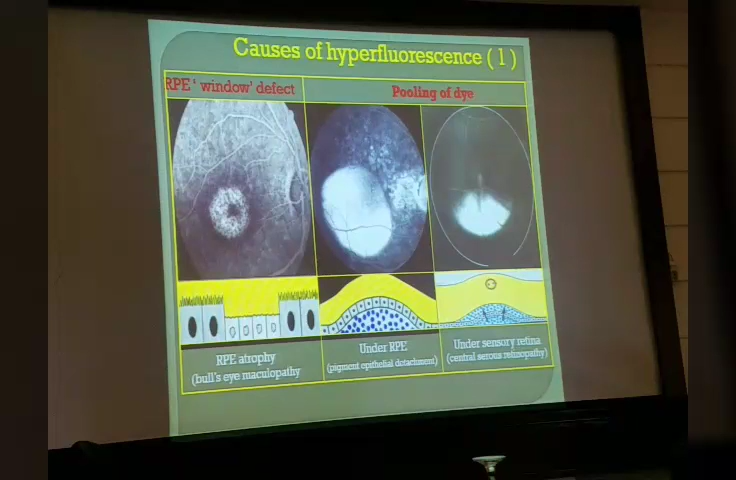 Causes of hyperfluorescence ( 1 )
RPE ' window' defect
Pooling of dye
RPE atrophy
(bull's eye maculopathy
Under RPE
(pigment epithelial detachment)
Under sensory retina
(central serous retinopathy)